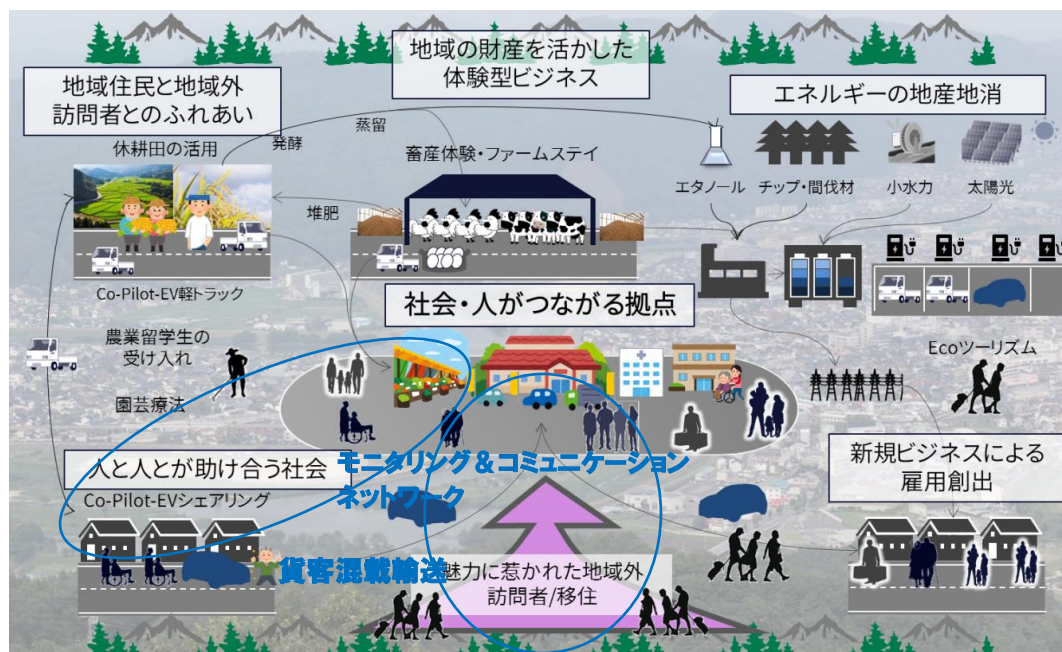 地域住民と地域外
訪問者とのふれあい
地域の財産を活かした
体験型ビジネス
エネルギーの地産地消
休耕田の活用
発酵
蒸留
畜産体験・ファームステイ
エタノール
チップ・間伐材
小水力
太陽光
堆肥
Co-Pilot-EV軽トラック
社会・人がつながる拠点
農業留学生の
受け入れ
園芸療法
Ecoツーリズム
人と人とが助け合う社会
モニタリング＆コミュニケーション
ネットワーク
新規ビジネスによる
雇用創出
Co-Pilot-EVシェアリング
貨客混載輸送
魅力に惹かれた地域外
訪問者/移住